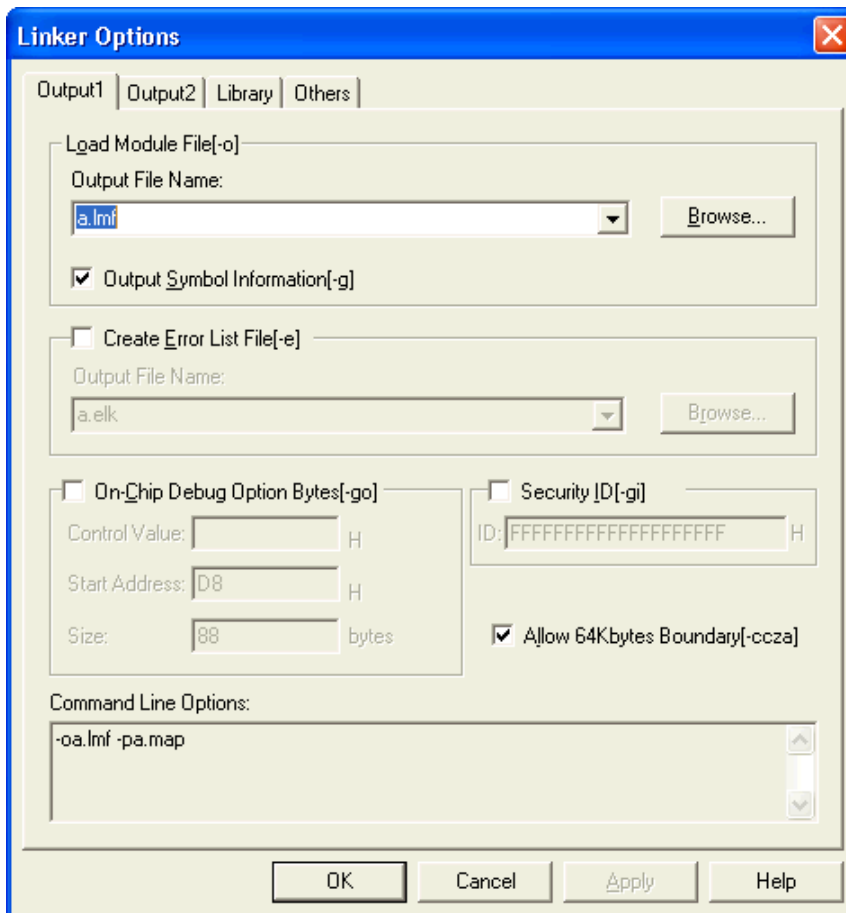 Linker Options
Output1 Output2 Library Others
Load Module File[-o]
Output File Name:
a.lmf Browse...
Output Symbol Information[-g]
Create Error List File[-e]
Output File Name:
a.elk Browse...
On-Chip Debug Option Bytes[-go] Security ID[-gi]
Control Value: H ID: FFFFFFFFFFFFFFFFFFFF H
Start Address: D8 H
Size: 88 bytes Allow 64Kbytes Boundary[-ccza]
Command Line Options:
-oa.lmf -pa.map
OK Cancel Apply Help